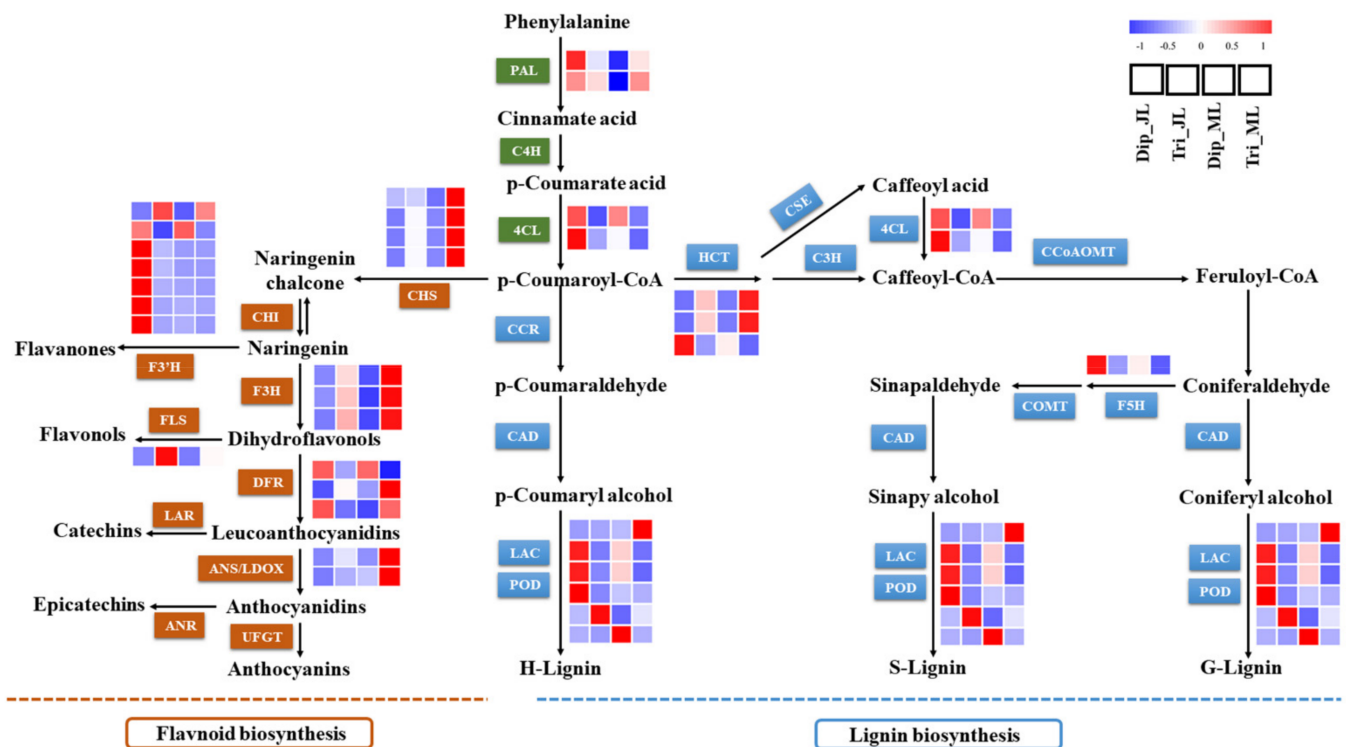 Phenylalanine
-1 -0.5 0 0.5 1
Dip_JL
Tri_JL
Dip_ML
Tri_ML
PAL
Cinnamate acid
C4H
p-Coumarate acid
Caffeoyl acid
CSE
4CL
4CL
HCT
C3H
CCoAOMT
Naringenin
chalcone
CHS
p-Coumaroyl-CoA
Caffeoyl-CoA
Feruloyl-CoA
CHI
CCR
Flavanones
Naringenin
F3'H
F3H
p-Coumaraldehyde
Sinapaldehyde
Coniferaldehyde
COMT
F5H
FLS
Flavonols
Dihydroflavonols
CAD
CAD
CAD
DFR
p-Coumaryl alcohol
Sinapy alcohol
Coniferyl alcohol
LAR
Catechins
Leucoanthocyanidins
LAC
LAC
LAC
ANS/LDOX
POD
POD
POD
Epicatechins
Anthocyanidins
ANR
UFGT
Anthocyanins
H-Lignin
S-Lignin
G-Lignin
Flavnoid biosynthesis
Lignin biosynthesis